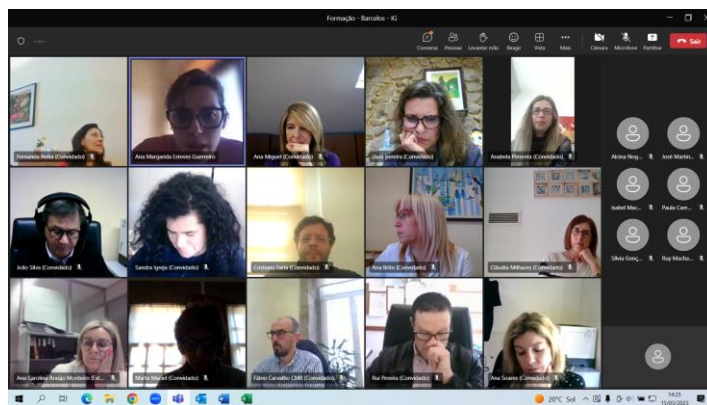 Formação - Barcelos - IG
Conversa Pessoas Levantar mão Reagir Vista Mais Câmara Microfone Partilhar Sair
Fernanda (Convidado)
Ana Margarida Esteves Guerreiro
Ana Miguel (Convidado)
pereira (Convidado)
Anabela Pimenta (Convidado)
Alcina Nog...
José Martin...
João Silva (Convidado)
Sandra Igreja (Convidado)
Cristiano Faria (Convidado)
Ana Brito (Convidado)
Cláudia Milhazes (Convidado)
Isabel Mar...
Paula Cam...
Sílvia Gonç...
Ruy Macha...
Ana Carolina Araújo Monteiro (Est...
Maria Maciel (Convidado)
Fábio Carvalho CMB (Convidado)
Rui Pereira (Convidado)
Ana Soares (Convidado)
20°C Sol
14:25
15/03/2023